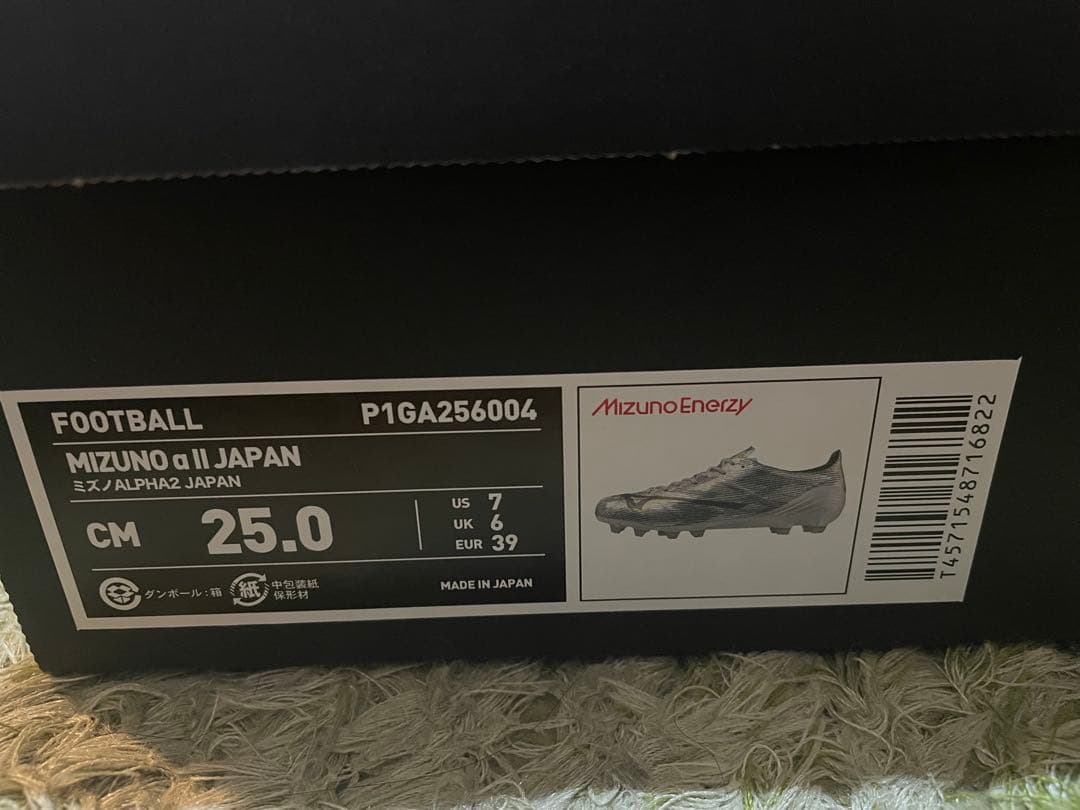 FOOTBALL P1GA256004
MIZUNO α II JAPAN
ミズノALPHA2 JAPAN
CM 25.0
US 7
UK 6
EUR 39
ダンボール:箱
紙
中包装紙
保形材
MADE IN JAPAN
MIZUNO ENERZY
T4571548716822